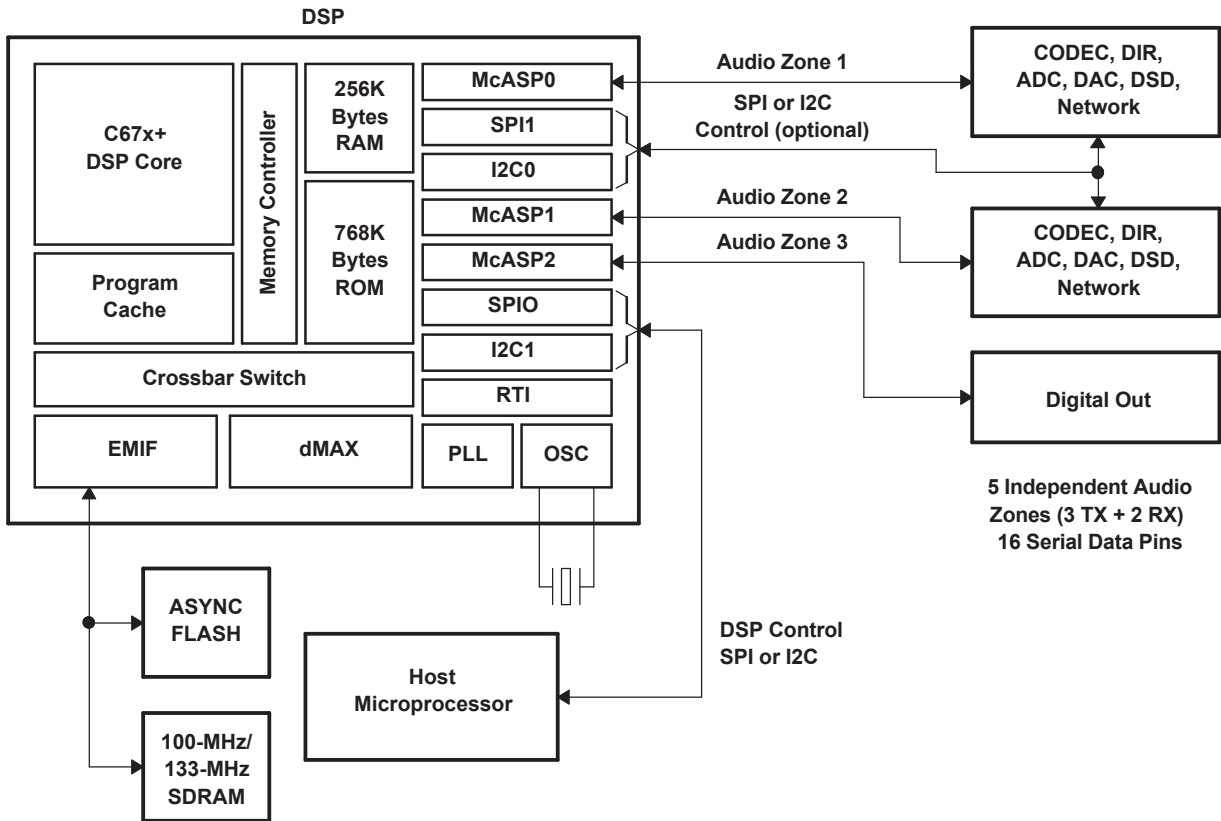 DSP
C67x+
DSP Core
Program
Cache
Memory Controller
256K
Bytes
RAM
768K
Bytes
ROM
Crossbar Switch
EMIF
dMAX
McASP0
SPI1
I2C0
McASP1
McASP2
SPIO
I2C1
RTI
PLL
OSC
Audio Zone 1
SPI or I2C
Control (optional)
Audio Zone 2
Audio Zone 3
CODEC, DIR,
ADC, DAC, DSD,
Network
CODEC, DIR,
ADC, DAC, DSD,
Network
Digital Out
5 Independent Audio
Zones (3 TX + 2 RX)
16 Serial Data Pins
ASYNC
FLASH
100-MHz/
133-MHz
SDRAM
Host
Microprocessor
DSP Control
SPI or I2C